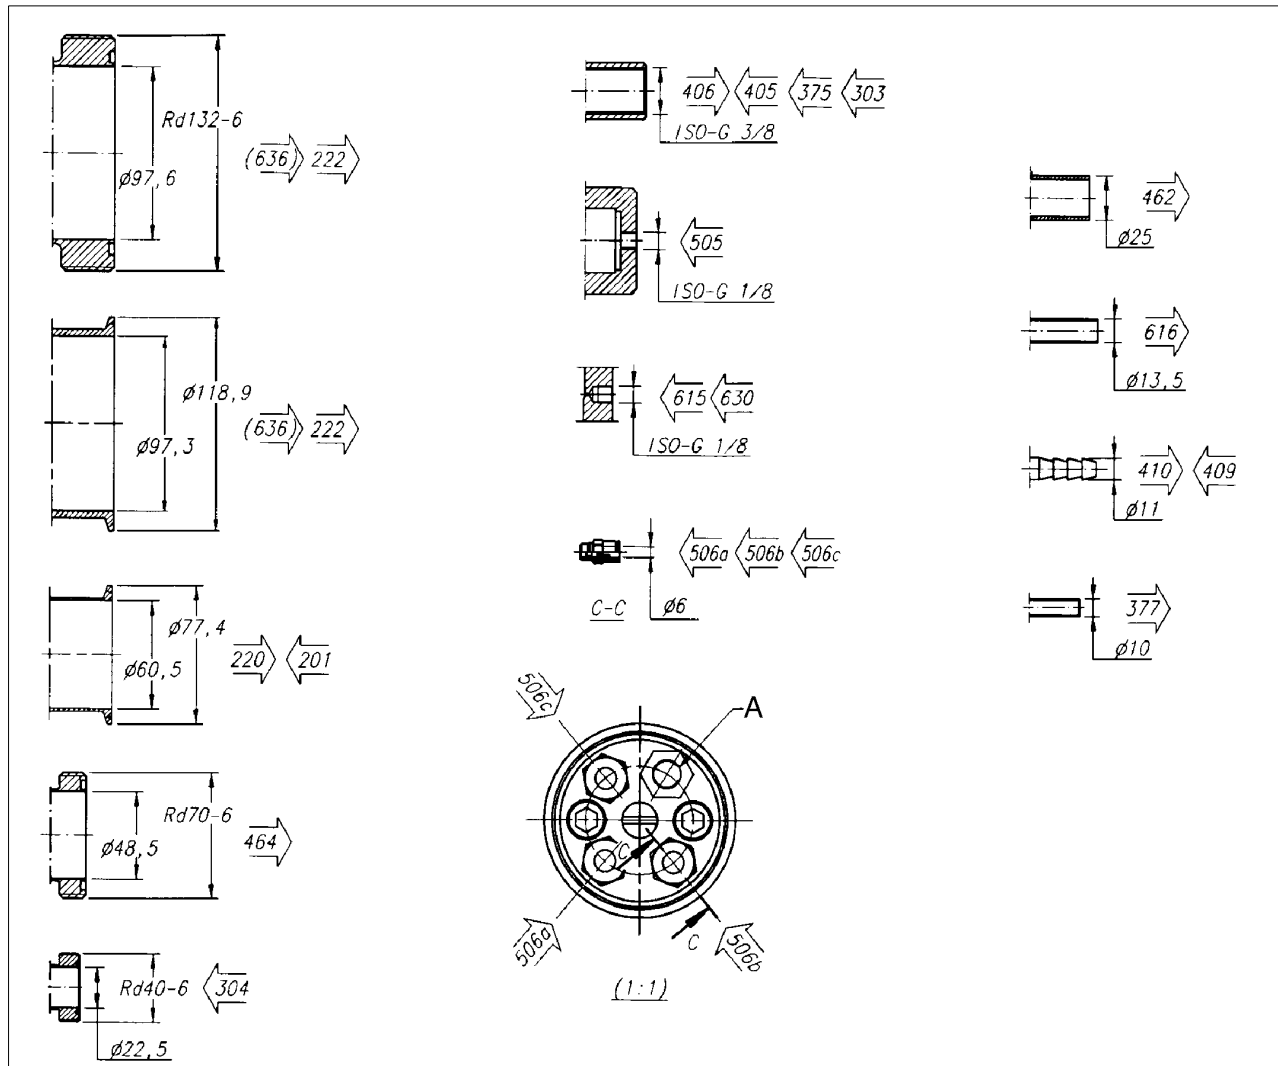 Rd132-6
ø97,6
(636) 222
ø118,9
ø97,3
(636) 222
ø77,4
ø60,5
220 201
Rd70-6
ø48,5
464
Rd40-6
304
ø22,5
406 405 375 303
ISO-G 3/8
505
ISO-G 1/8
615 630
ISO-G 1/8
506a 506b 506c
C-C
ø6
506c
A
C
506a
C
506b
(1:1)
462
ø25
616
ø13,5
410 409
ø11
377
ø10